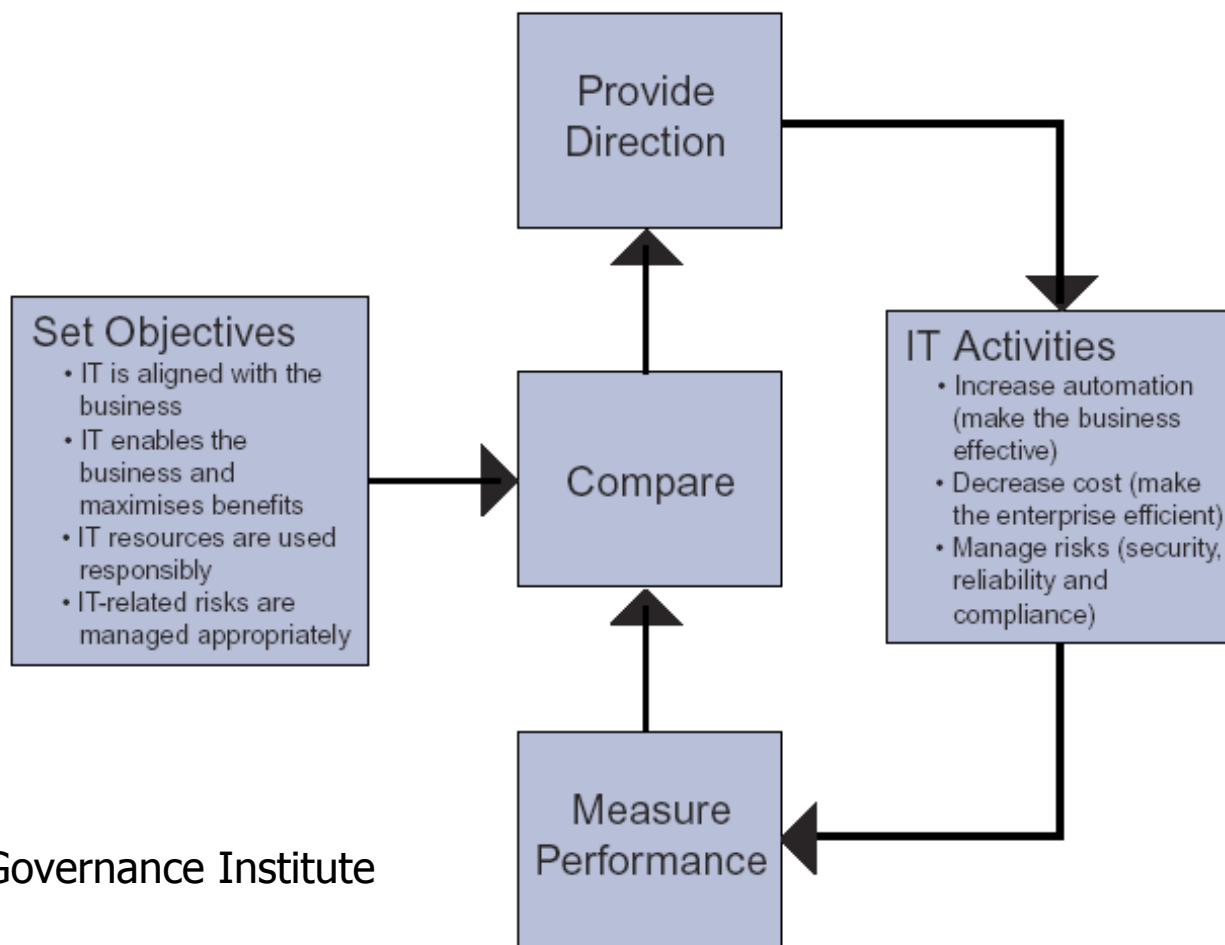 Provide
Direction
Set Objectives
• IT is aligned with the
business
• IT enables the
business and
maximises benefits
• IT resources are used
responsibly
• IT-related risks are
managed appropriately
Compare
IT Activities
• Increase automation
(make the business
effective)
• Decrease cost (make
the enterprise efficient)
• Manage risks (security,
reliability and
compliance)
Measure
Performance
Governance Institute